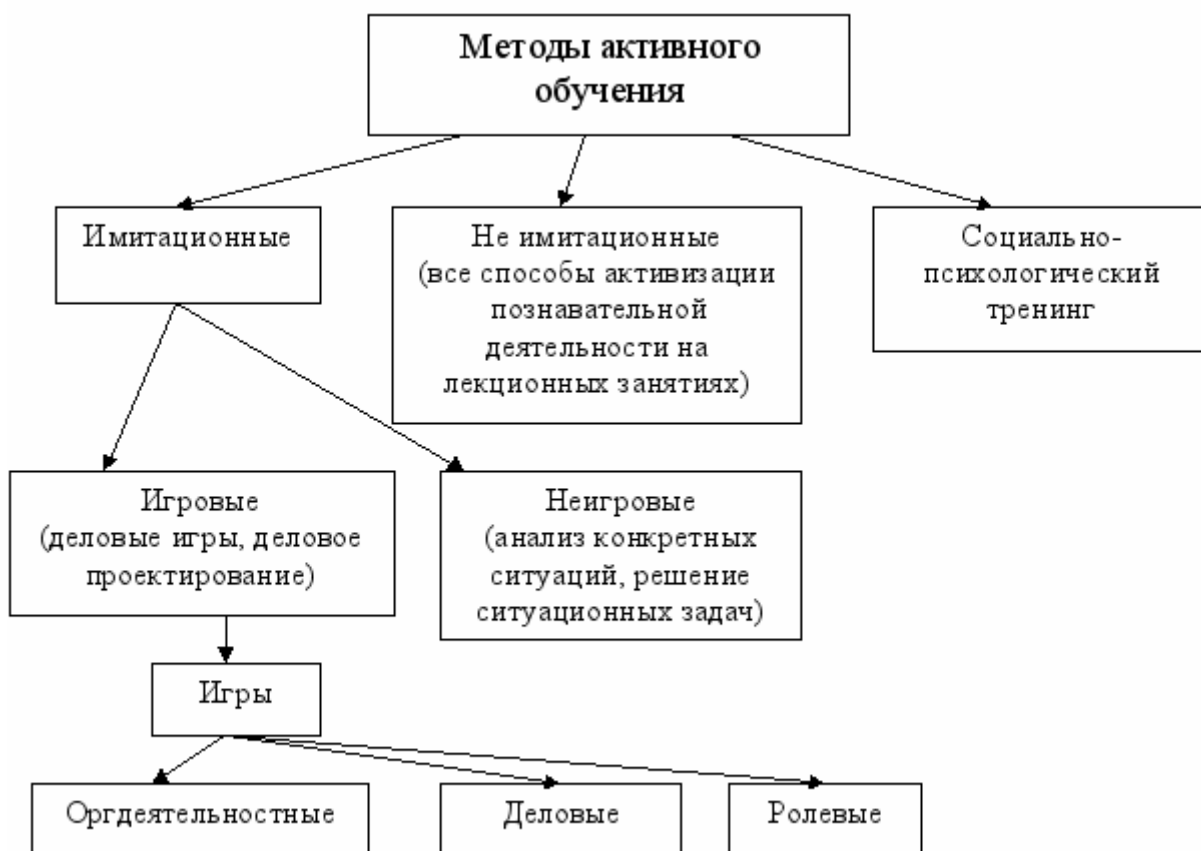 Методы активного
обучения
Имитационные
Не имитационные
(все способы активизации
познавательной
деятельности на
лекционных занятиях)
Социально-
психологический
тренинг
Игровые
(деловые игры, деловое
проектирование)
Неигровые
(анализ конкретных
ситуаций, решение
ситуационных задач)
Игры
Оргдеятельностные
Деловые
Ролевые